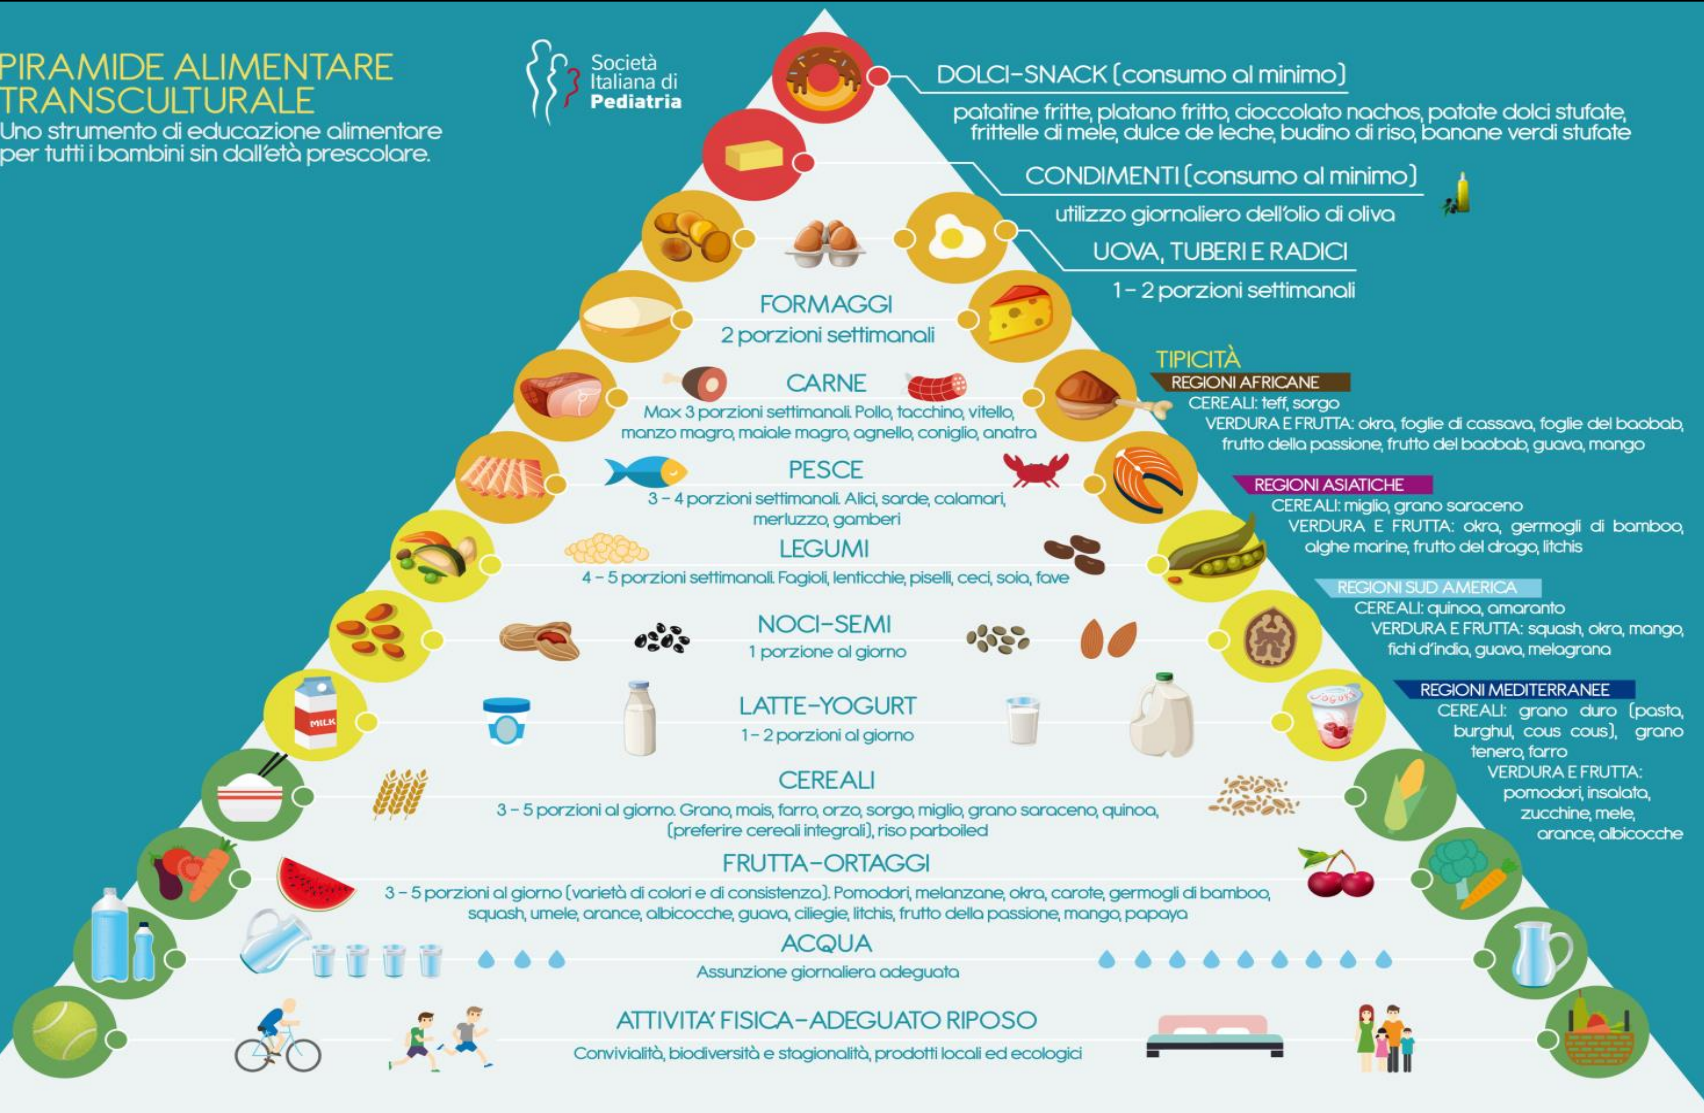 PIRAMIDE ALIMENTARE
TRANSCULTURALE
Uno strumento di educazione alimentare
per tutti i bambini sin dall'età prescolare.
Società
Italiana di
Pediatria
DOLCI-SNACK (consumo al minimo)
patatine fritte, platano fritto, cioccolato nachos, patate dolci stufate,
frittelle di mele, dulce de leche, budino di riso, banane verdi stufate
CONDIMENTI (consumo al minimo)
utilizzo giornaliero dell'olio di oliva
UOVA, TUBERI E RADICI
1 - 2 porzioni settimanali
FORMAGGI
2 porzioni settimanali
CARNE
Max 3 porzioni settimanali. Pollo, tacchino, vitello,
manzo magro, maiale magro, agnello, coniglio, anatra
PESCE
3 - 4 porzioni settimanali. Alici, sarde, calamari,
merluzzo, gamberi
LEGUMI
4 - 5 porzioni settimanali. Fagioli, lenticchie, piselli, ceci, soia, fave
NOCI-SEMI
1 porzione al giorno
MILK
LATTE-YOGURT
1 - 2 porzioni al giorno
YOGURT
CEREALI
3 - 5 porzioni al giorno. Grano, mais, farro, orzo, sorgo, miglio, grano saraceno, quinoa,
(preferire cereali integrali), riso parboiled
FRUTTA-ORTAGGI
3 - 5 porzioni al giorno (varietà di colori e di consistenza). Pomodori, melanzane, okra, carote, germogli di bamboo,
squash, umele, arance, albicocche, guava, ciliegie, litchis, frutto della passione, mango, papaya
ACQUA
Assunzione giornaliera adeguata
ATTIVITA' FISICA-ADEGUATO RIPOSO
Convivialità, biodiversità e stagionalità, prodotti locali ed ecologici
TIPICITÀ
REGIONI AFRICANE
CEREALI: teff, sorgo
VERDURA E FRUTTA: okra, foglie di cassava, foglie del baobab,
frutto della passione, frutto del baobab, guava, mango
REGIONI ASIATICHE
CEREALI: miglio, grano saraceno
VERDURA E FRUTTA: okra, germogli di bamboo,
alghe marine, frutto del drago, litchis
REGIONI SUD AMERICA
CEREALI: quinoa, amaranto
VERDURA E FRUTTA: squash, okra, mango,
fichi d'india, guava, melagrana
REGIONI MEDITERRANEE
CEREALI: grano duro (pasta,
burghul, cous cous), grano
tenero, farro
VERDURA E FRUTTA:
pomodori, insalata,
zucchine, mele,
arance, albicocche